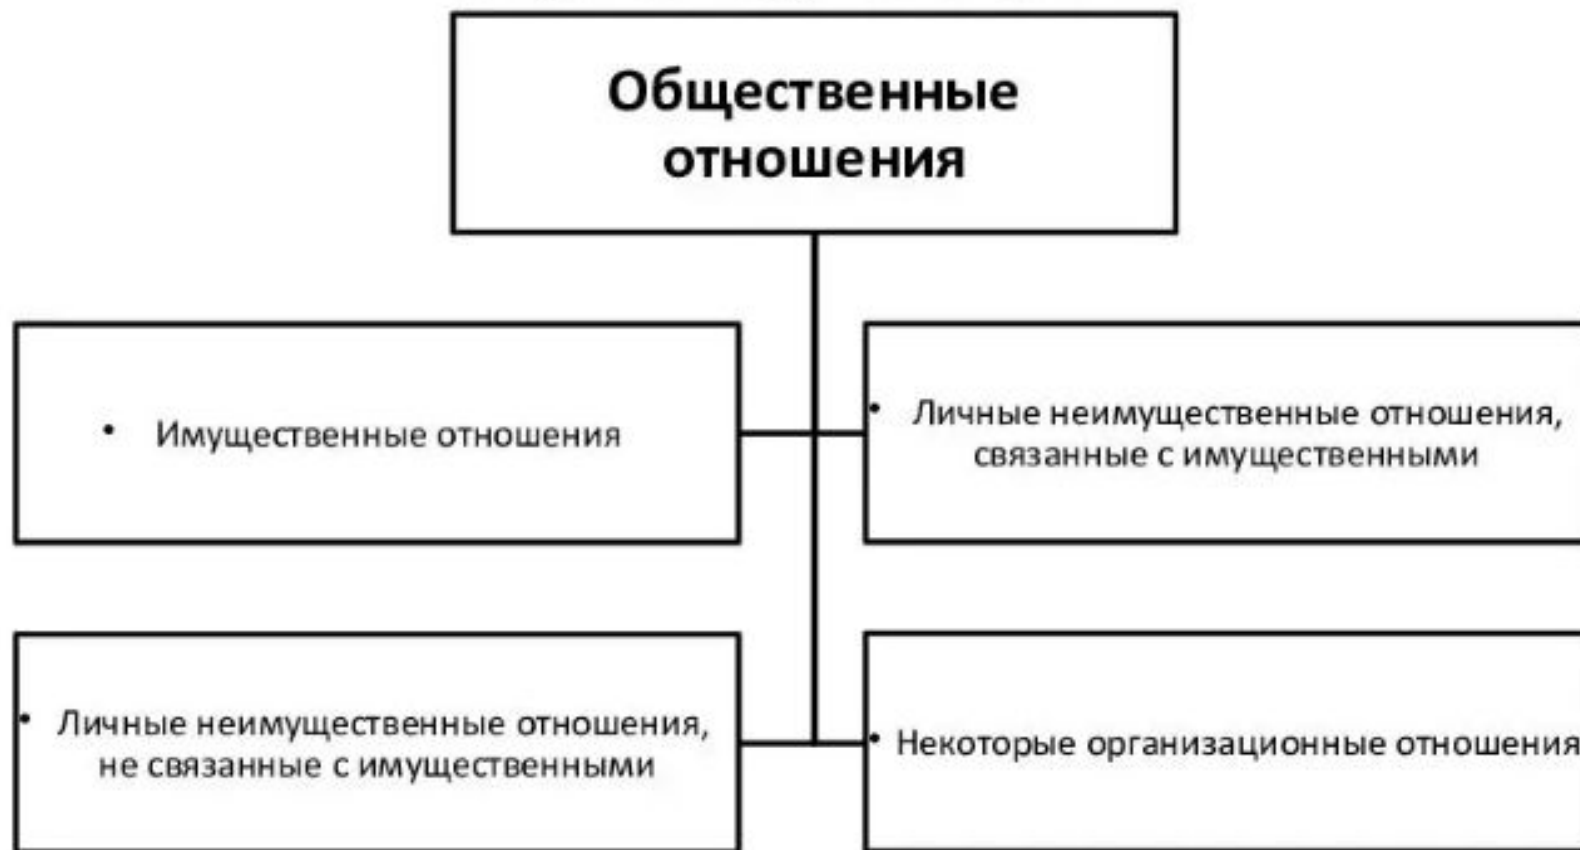 Общественные
отношения
• Имущественные отношения
• Личные неимущественные отношения,
связанные с имущественными
• Личные неимущественные отношения,
не связанные с имущественными
• Некоторые организационные отношения